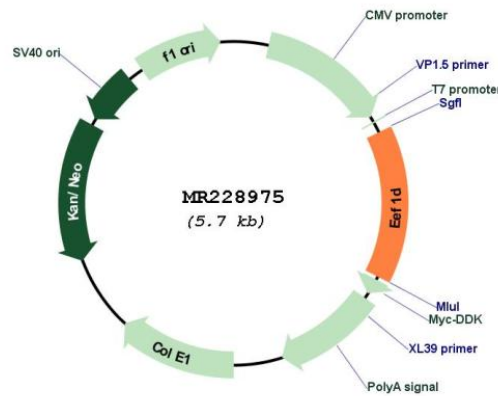 CMV promoter
SV40 ori
f1 ori
VP1.5 primer
T7 promoter
SgfI
Kan/Neo
MR228975
(5.7 kb)
Eef1d
MluI
Myc-DDK
XL39 primer
Col E1
PolyA signal